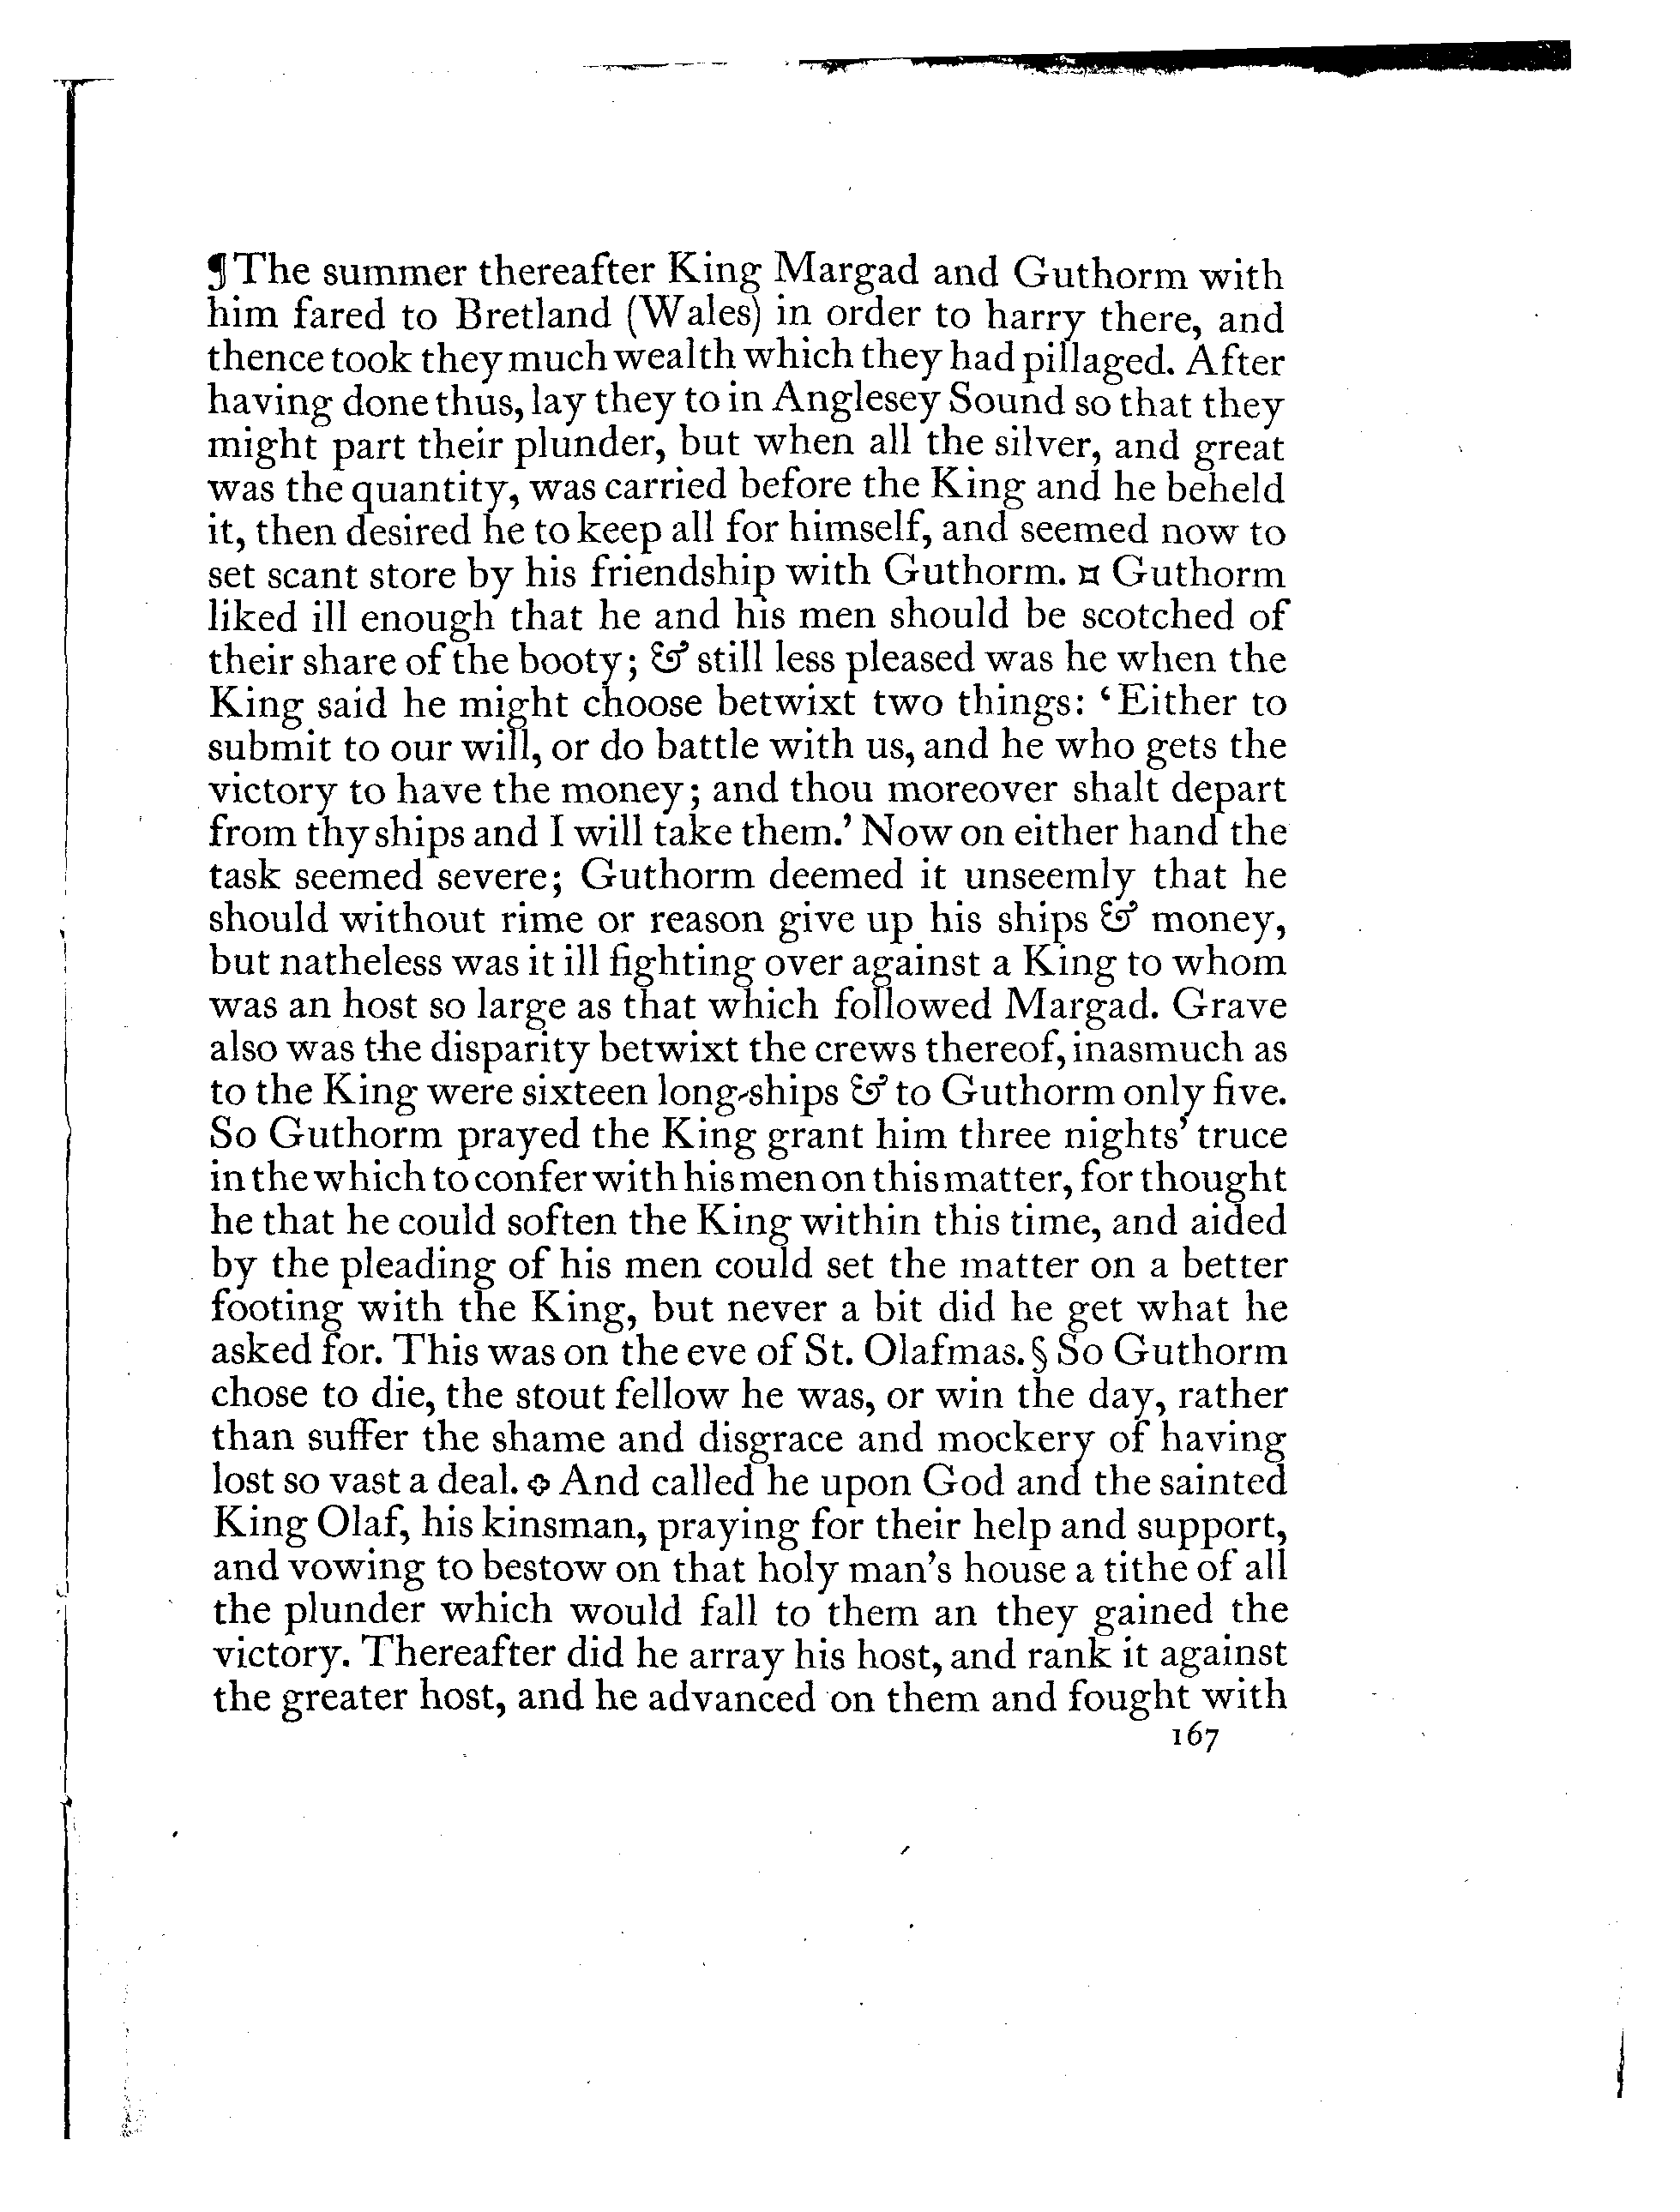 ¶ The summer thereafter King Margad and Guthorm with
him fared to Bretland (Wales) in order to harry there, and
thence took they much wealth which they had pillaged. After
having done thus, lay they to in Anglesey Sound so that they
might part their plunder, but when all the silver, and great
was the quantity, was carried before the King and he beheld
it, then desired he to keep all for himself, and seemed now to
set scant store by his friendship with Guthorm. ¤ Guthorm
liked ill enough that he and his men should be scotched of
their share of the booty; & still less pleased was he when the
King said he might choose betwixt two things: ‘Either to
submit to our will, or do battle with us, and he who gets the
victory to have the money; and thou moreover shalt depart
from thy ships and I will take them.’ Now on either hand the
task seemed severe; Guthorm deemed it unseemly that he
should without rime or reason give up his ships & money,
but natheless was it ill fighting over against a King to whom
was an host so large as that which followed Margad. Grave
also was the disparity betwixt the crews thereof, inasmuch as
to the King were sixteen long-ships & to Guthorm only five.
So Guthorm prayed the King grant him three nights’ truce
in the which to confer with his men on this matter, for thought
he that he could soften the King within this time, and aided
by the pleading of his men could set the matter on a better
footing with the King, but never a bit did he get what he
asked for. This was on the eve of St. Olafmas. § So Guthorm
chose to die, the stout fellow he was, or win the day, rather
than suffer the shame and disgrace and mockery of having
lost so vast a deal. ✧ And called he upon God and the sainted
King Olaf, his kinsman, praying for their help and support,
and vowing to bestow on that holy man’s house a tithe of all
the plunder which would fall to them an they gained the
victory. Thereafter did he array his host, and rank it against
the greater host, and he advanced on them and fought with
167